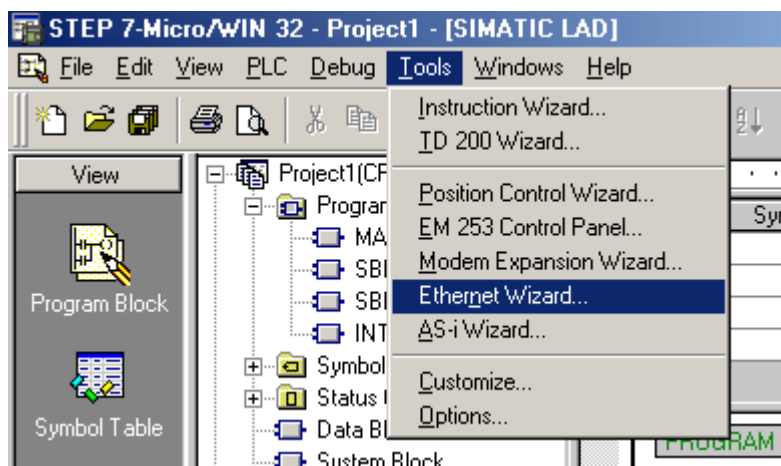 STEP 7-Micro/WIN 32 - Project1 - [SIMATIC LAD]
File Edit View PLC Debug Tools Windows Help
Instruction Wizard...
TD 200 Wizard...
Position Control Wizard...
EM 253 Control Panel...
Modem Expansion Wizard...
Ethernet Wizard...
AS-i Wizard...
Customize...
Options...
View
Program Block
Symbol Table
Project1(CP
Program
MA
SBI
SBI
INT
Symbol
Status
Data Bl
System Block
Sy
PROGRAM